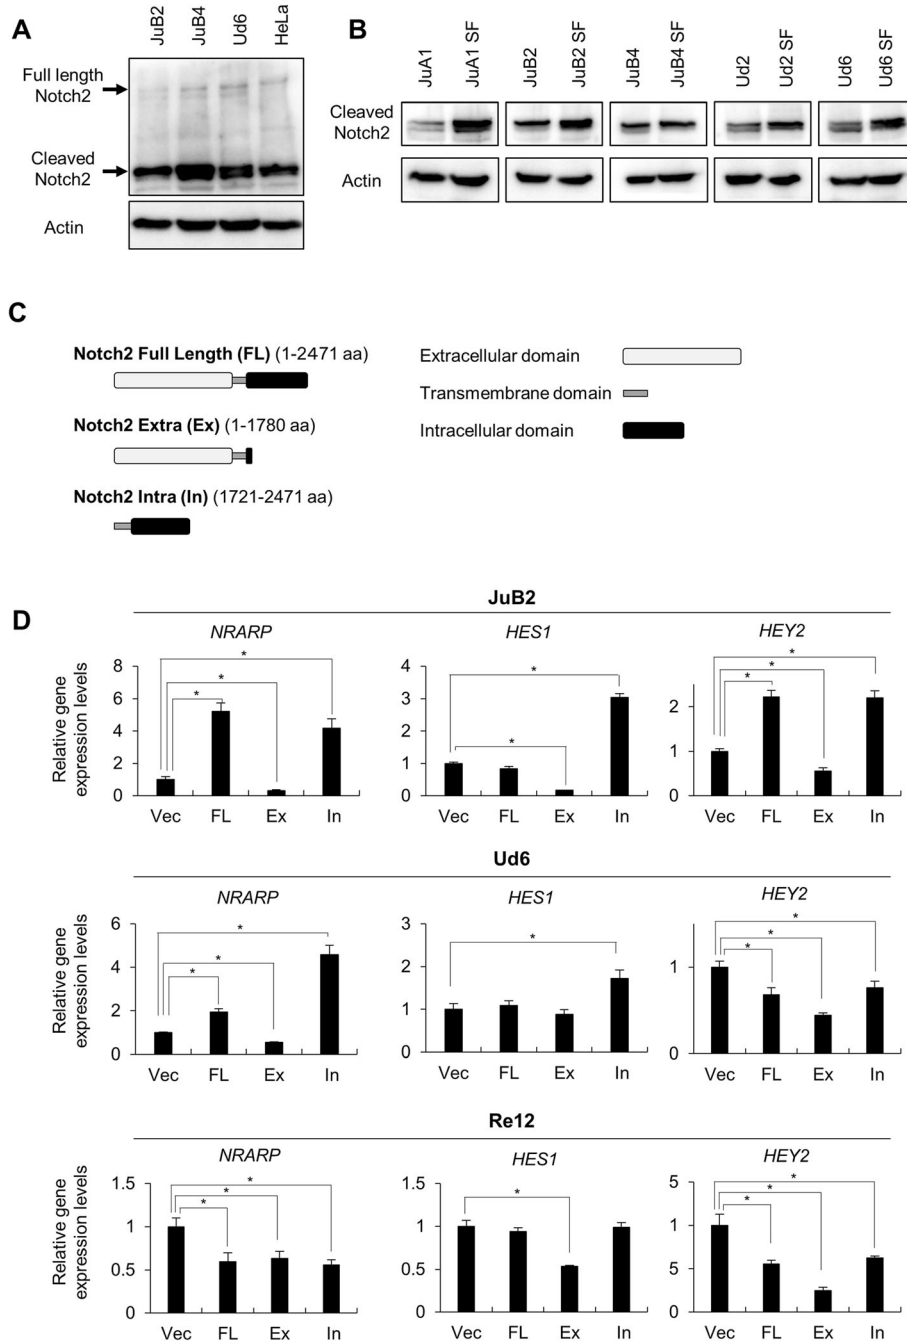 A
JuB2
JuB4
Ud6
HeLa
Full length
Notch2
Cleaved
Notch2
Actin
B
JuA1
JuA1 SF
JuB2
JuB2 SF
JuB4
JuB4 SF
Ud2
Ud2 SF
Ud6
Ud6 SF
Cleaved
Notch2
Actin
C
Notch2 Full Length (FL) (1-2471 aa)
Notch2 Extra (Ex) (1-1780 aa)
Notch2 Intra (In) (1721-2471 aa)
Extracellular domain
Transmembrane domain
Intracellular domain
D
JuB2
NRARP
HES1
HEY2
Relative gene
expression levels
8
6
4
2
0
* * *
Vec FL Ex In
4
3
2
1
0
* *
Vec FL Ex In
2
1
0
* * *
Vec FL Ex In
Ud6
NRARP
HES1
HEY2
Relative gene
expression levels
6
4
2
0
* * *
Vec FL Ex In
3
2
1
0
*
Vec FL Ex In
1
0
* * *
Vec FL Ex In
Re12
NRARP
HES1
HEY2
Relative gene
expression levels
1.5
1
0.5
0
* * *
Vec FL Ex In
1.5
1
0.5
0
*
Vec FL Ex In
5
1
5
0
* * *
Vec FL Ex In